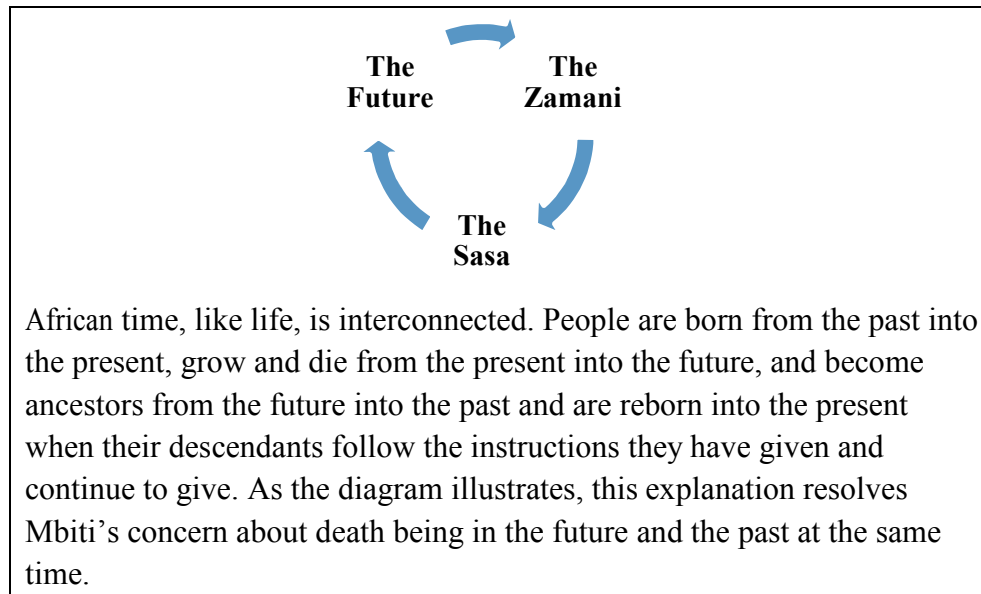 The
Future
The
Zamani
The
Sasa
African time, like life, is interconnected. People are born from the past into
the present, grow and die from the present into the future, and become
ancestors from the future into the past and are reborn into the present
when their descendants follow the instructions they have given and
continue to give. As the diagram illustrates, this explanation resolves
Mbiti’s concern about death being in the future and the past at the same
time.